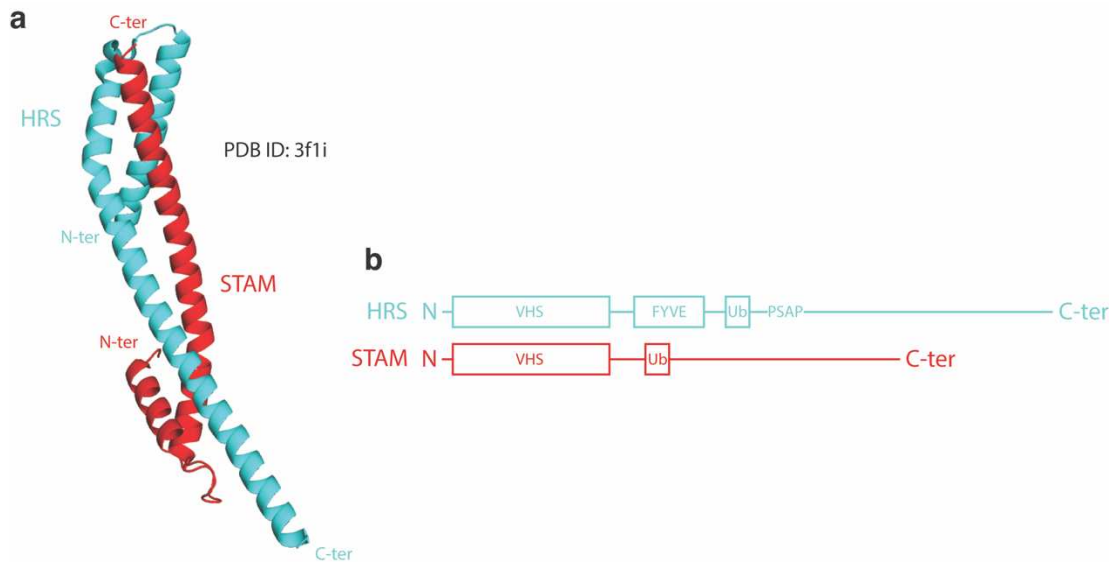 a
C-ter
HRS
PDB ID: 3f1i
N-ter
STAM
N-ter
C-ter
b
HRS N VHS FYVE Ub PSAP C-ter
STAM N VHS Ub C-ter